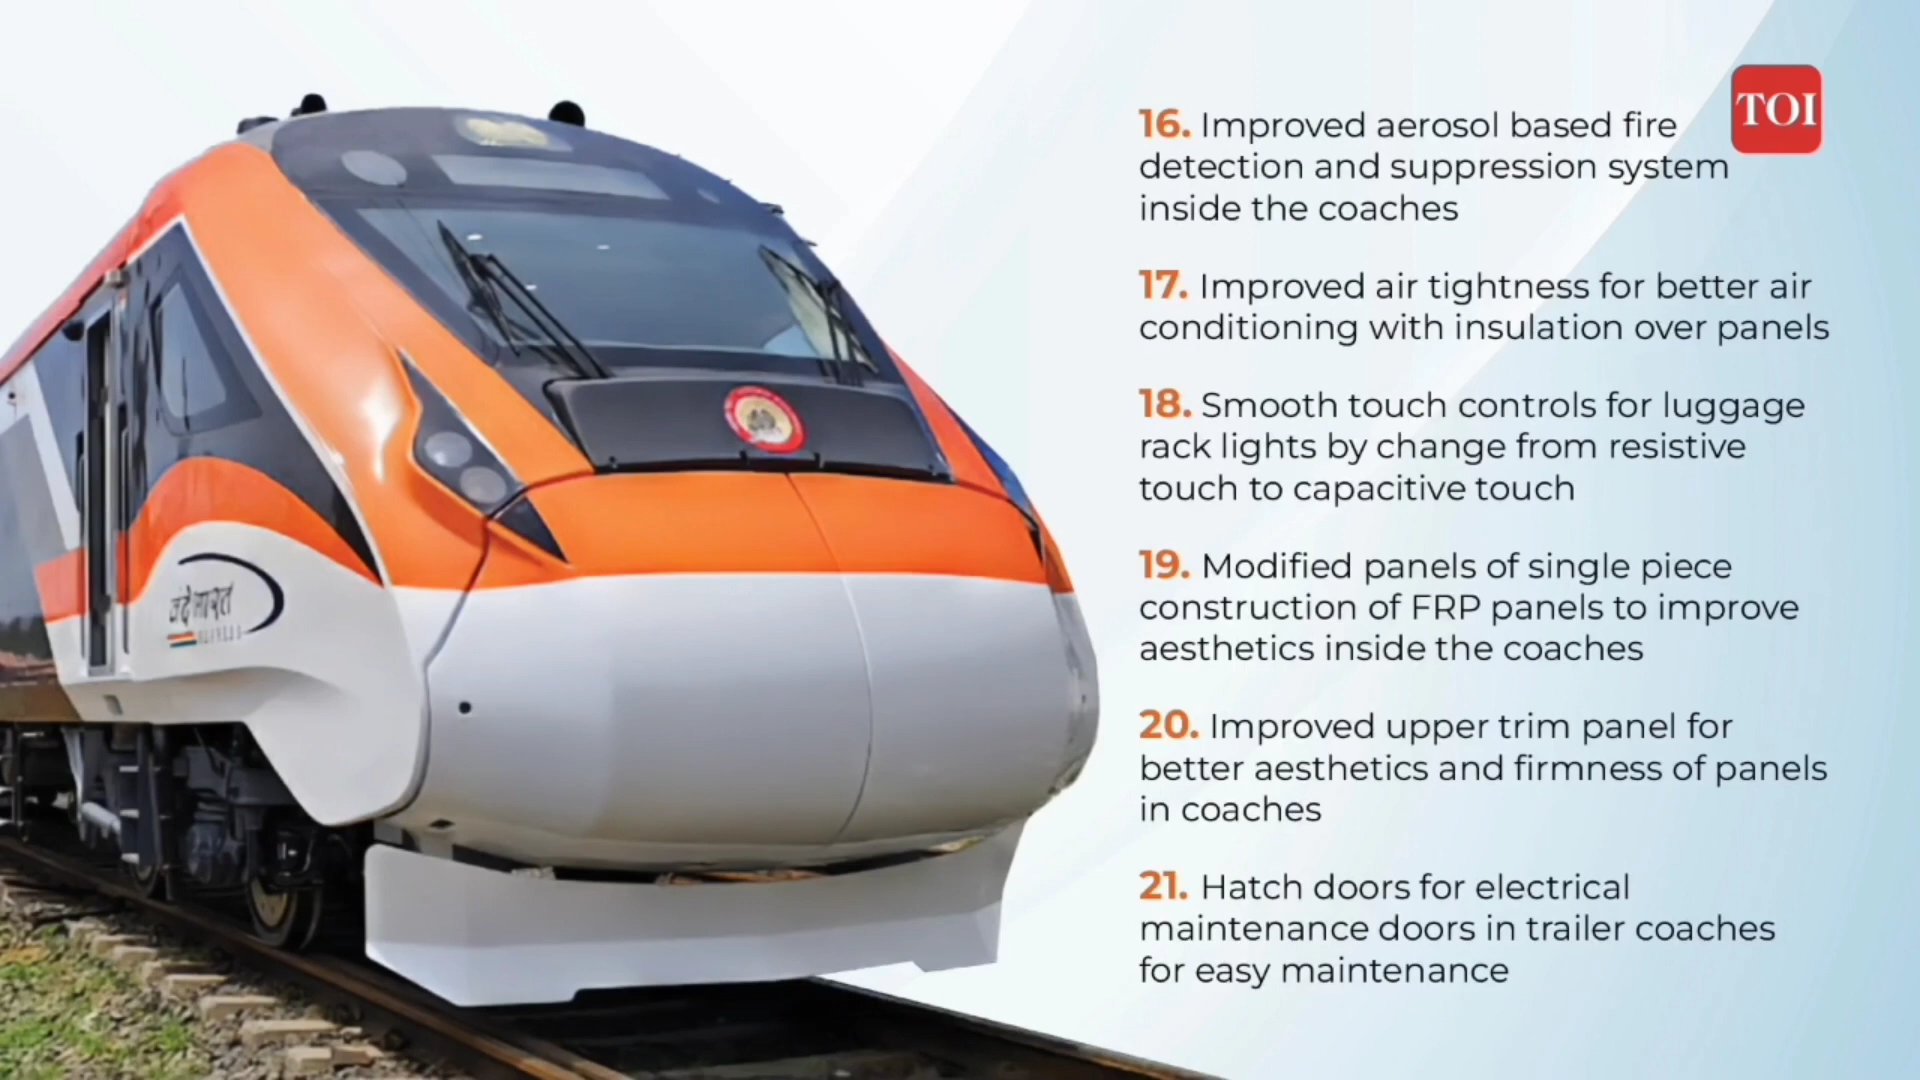 TOI
16. Improved aerosol based fire
detection and suppression system
inside the coaches
17. Improved air tightness for better air
conditioning with insulation over panels
18. Smooth touch controls for luggage
rack lights by change from resistive
touch to capacitive touch
19. Modified panels of single piece
construction of FRP panels to improve
aesthetics inside the coaches
20. Improved upper trim panel for
better aesthetics and firmness of panels
in coaches
21. Hatch doors for electrical
maintenance doors in trailer coaches
for easy maintenance
वंदे भारत